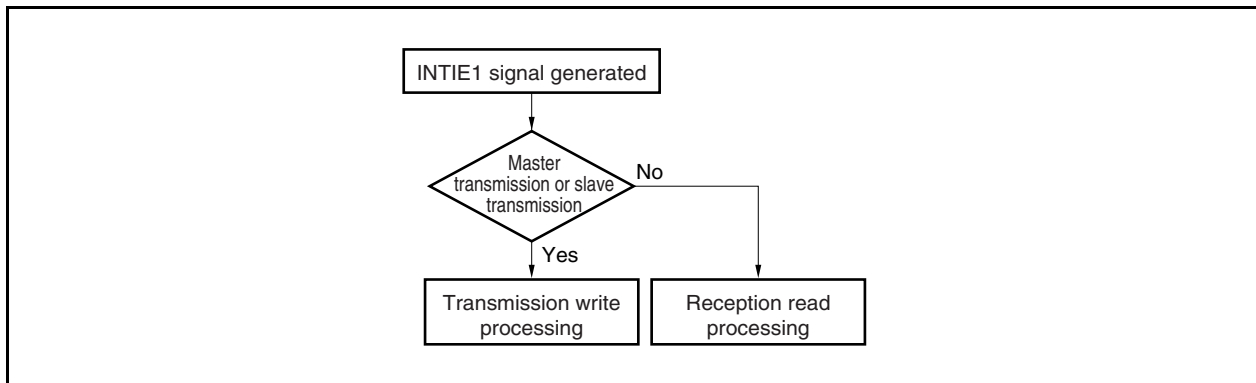 INTIE1 signal generated
Master
transmission or slave
transmission
No
Yes
Transmission write
processing
Reception read
processing